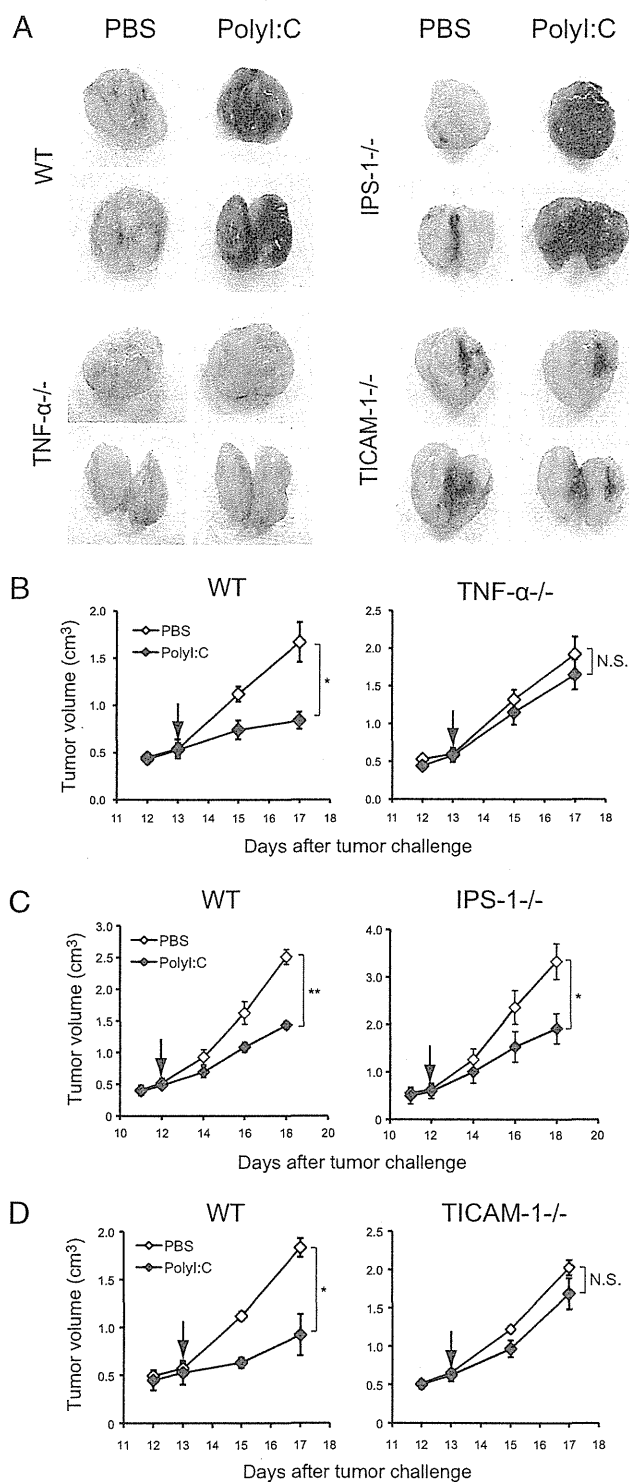 A
PBS PolyI:C PBS PolyI:C
WT
IPS-1-/-
TNF-α-/-
TICAM-1-/-
B
WT TNF-α-/-
Tumor volume (cm³)
2.0 1.5 1.0 0.5 0.0
PBS
PolyI:C
*
11 12 13 14 15 16 17 18
2.5 2.0 1.5 1.0 0.5 0.0
N.S.
11 12 13 14 15 16 17 18
Days after tumor challenge
C
WT IPS-1-/-
Tumor volume (cm³)
3.0 2.5 2.0 1.5 1.0 0.5 0
PBS
PolyI:C
**
10 12 14 16 18 20
4.0 3.0 2.0 1.0 0
*
10 12 14 16 18 20
Days after tumor challenge
D
WT TICAM-1-/-
Tumor volume (cm³)
2.0 1.5 1.0 0.5 0
PBS
PolyI:C
*
11 12 13 14 15 16 17 18
2.5 2.0 1.5 1.0 0.5 0
N.S.
11 12 13 14 15 16 17 18
Days after tumor challenge